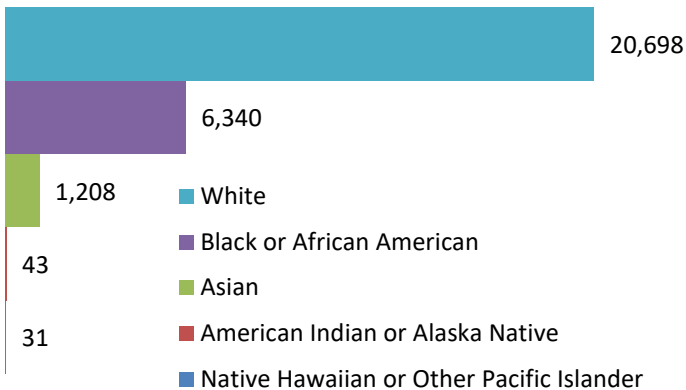 20,698
6,340
1,208
White
Black or African American
43
Asian
31
American Indian or Alaska Native
Native Hawaiian or Other Pacific Islander